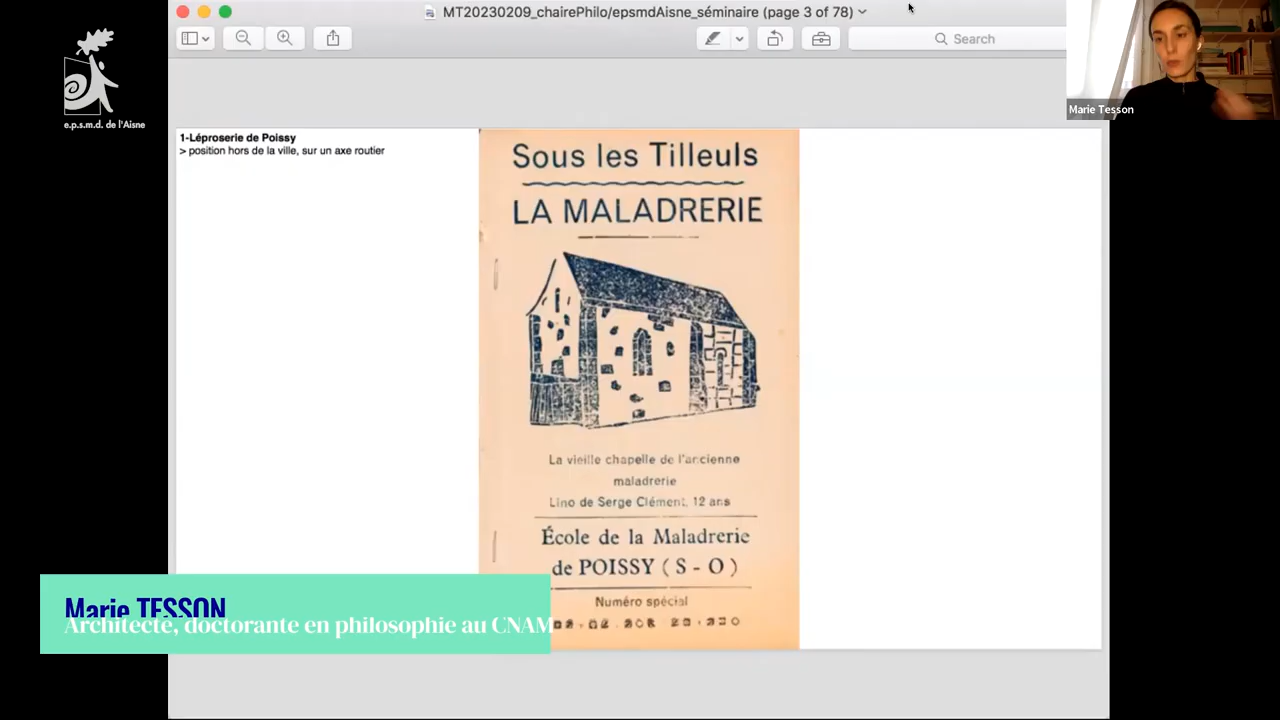 MT20230209_chairePhilo/epsmdAisne_séminaire (page 3 of 78)
Search
e.p.s.m.d. de l'Aisne
Marie Tesson
1-Léproserie de Poissy
> position hors de la ville, sur un axe routier
Sous les Tilleuls
LA MALADRERIE
La vieille chapelle de l'ancienne
maladrerie
Lino de Serge Clément, 12 ans
École de la Maladrerie
de POISSY ( S - O )
Numéro spécial
Marie TESSON
Architecte, doctorante en philosophie au CNAM